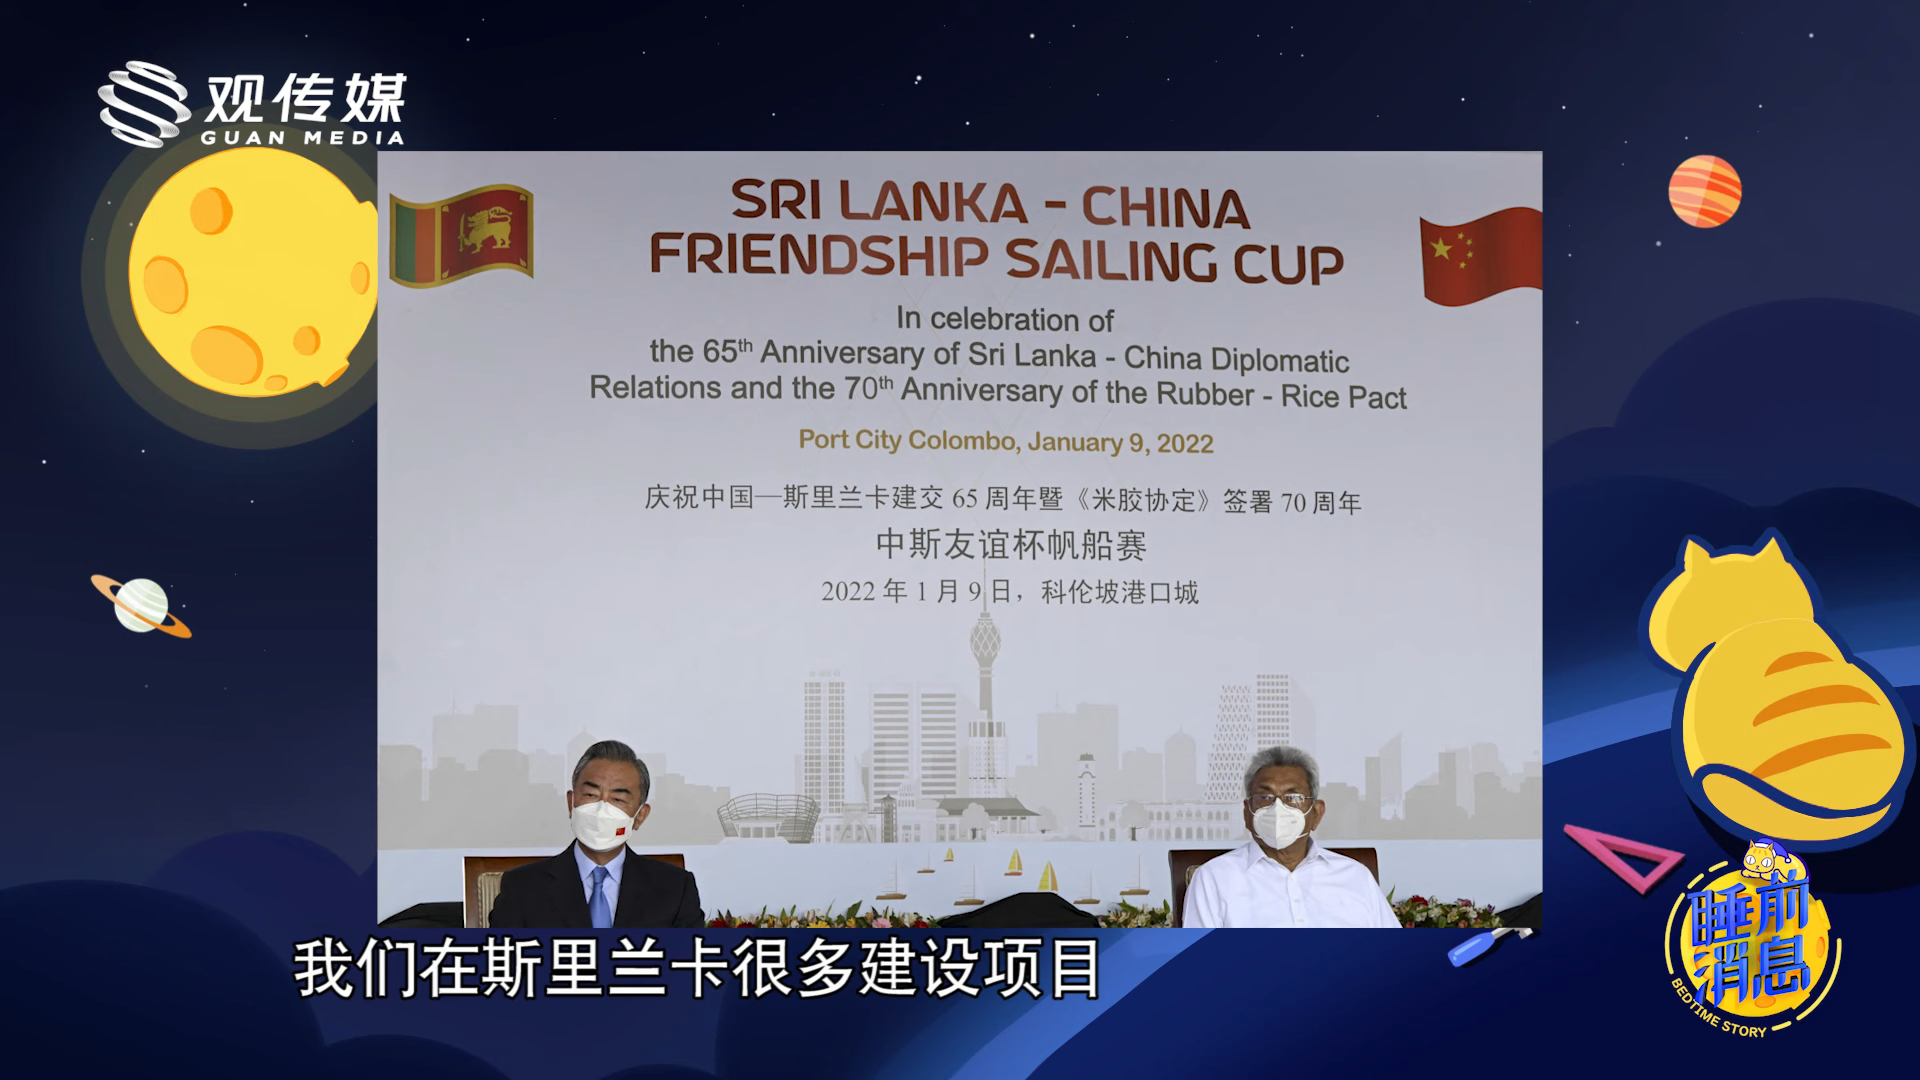 观传媒
GUAN MEDIA
SRI LANKA - CHINA
FRIENDSHIP SAILING CUP
In celebration of
the 65th Anniversary of Sri Lanka - China Diplomatic
Relations and the 70th Anniversary of the Rubber - Rice Pact
Port City Colombo, January 9, 2022
庆祝中国—斯里兰卡建交 65 周年暨《米胶协定》签署 70 周年
中斯友谊杯帆船赛
2022 年 1 月 9 日，科伦坡港口城
我们在斯里兰卡很多建设项目
睡前
消息
BEDTIME STORY